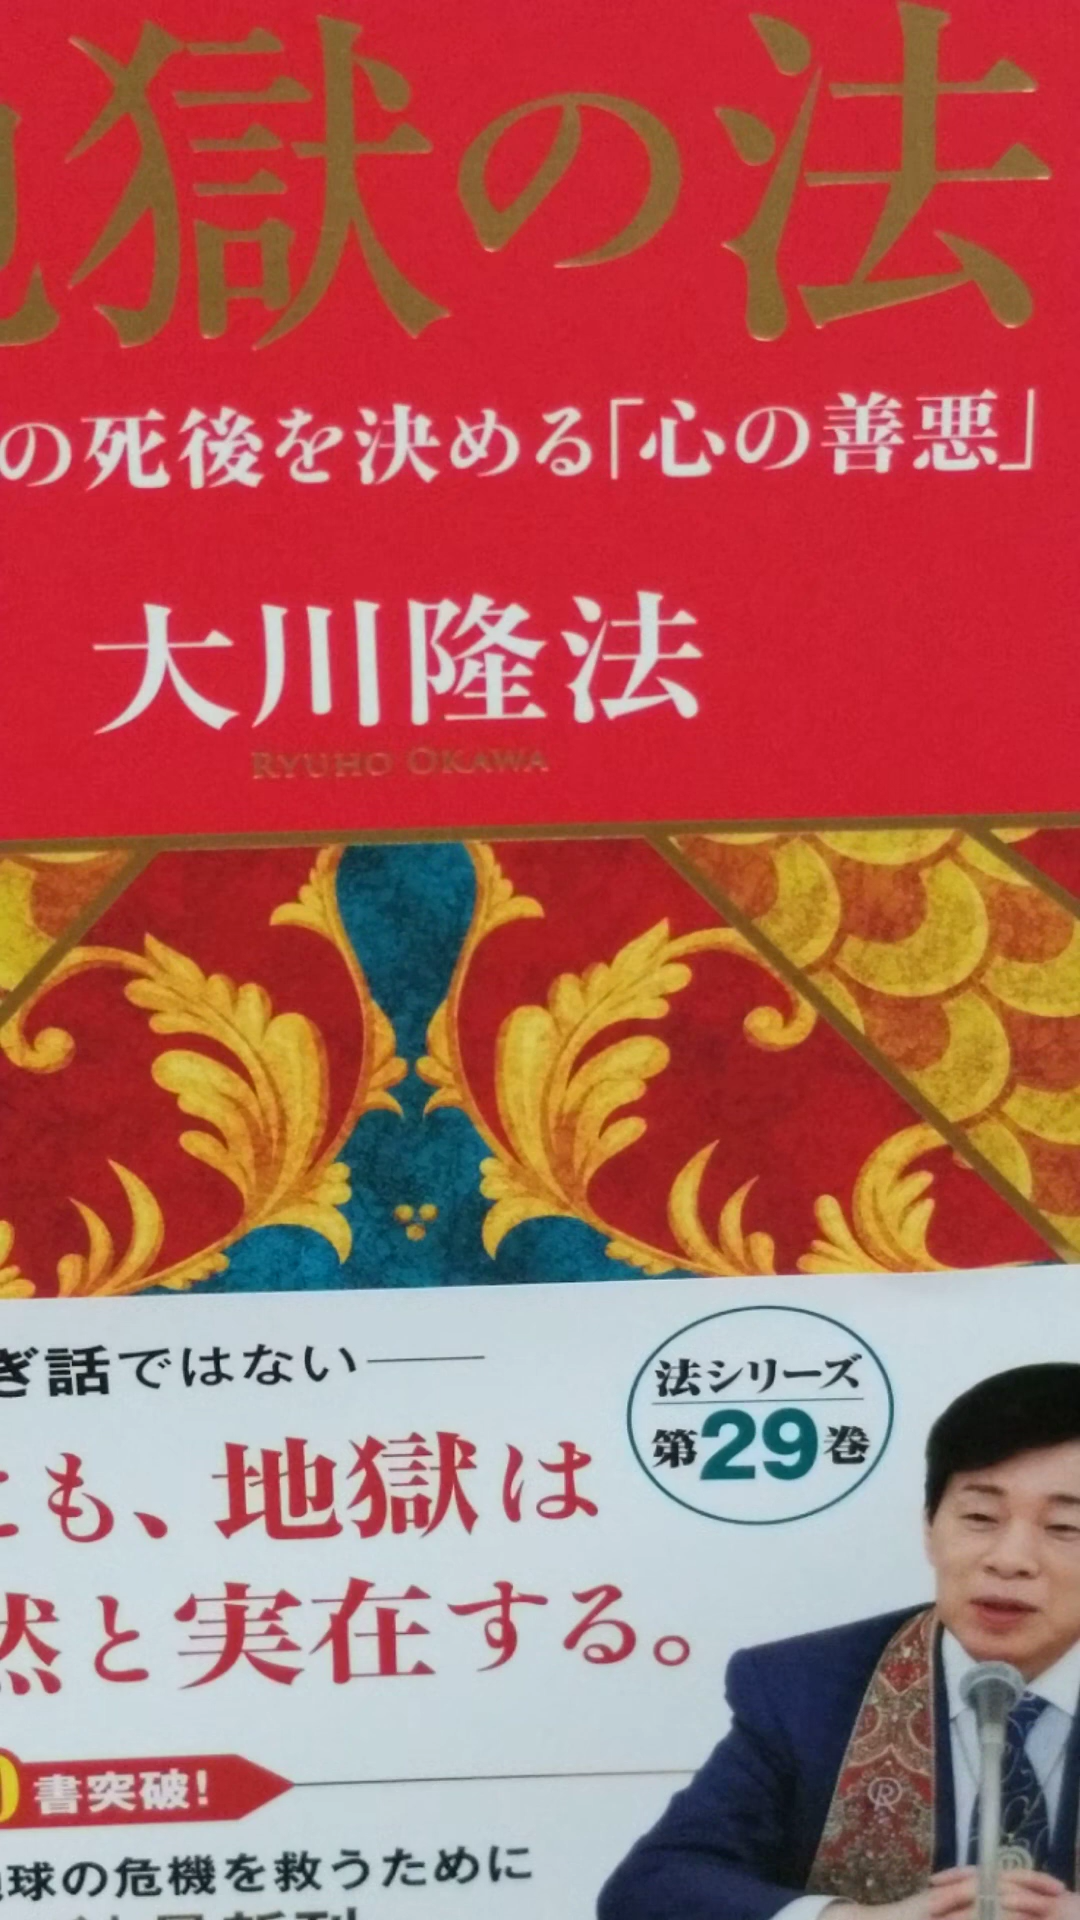 獄の法
の死後を決める「心の善悪」
大川隆法
RYUHO OKAWA
ぎ話ではない――
法シリーズ
第29巻
も、地獄は
然と実在する。
書突破!
球の危機を救うために